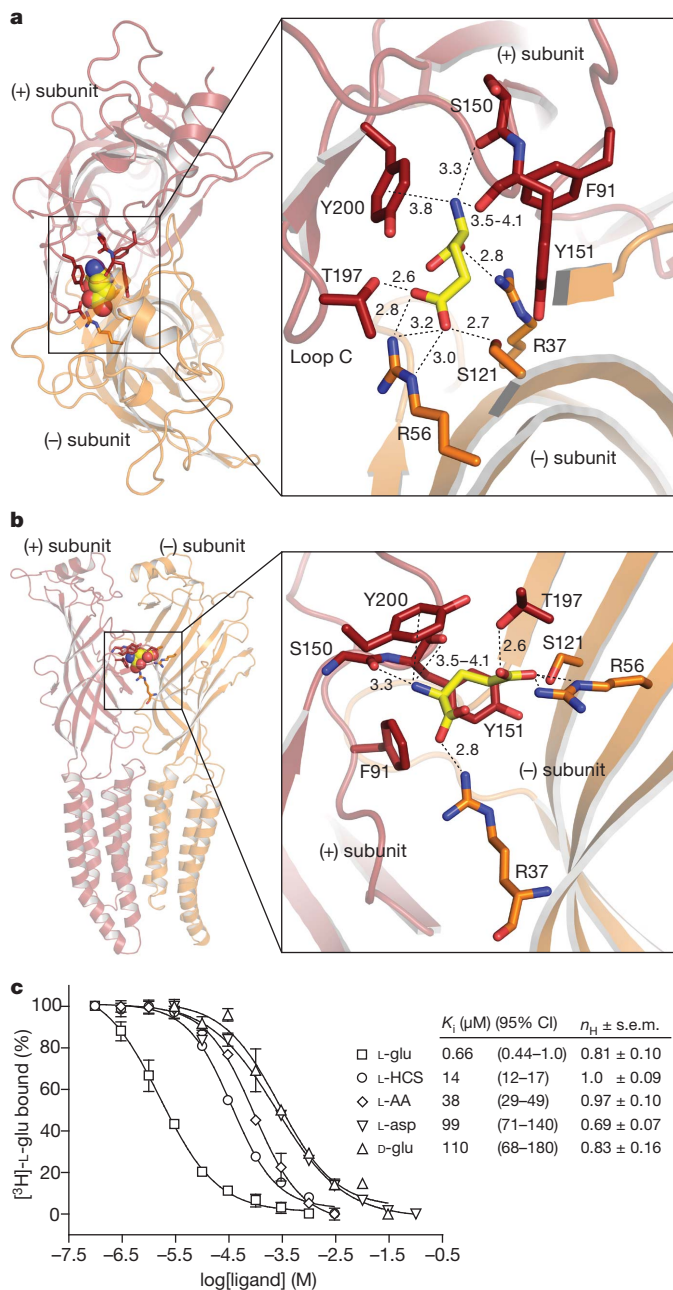 a
(+) subunit
(–) subunit
(+) subunit
S150
3.3
Y200
3.8
F91
3.5-4.1
Y151
2.8
T197
2.6
2.8
3.2
2.7
Loop C
3.0
S121
R37
R56
(–) subunit
b
(+) subunit
(–) subunit
Y200
T197
S150
3.5–4.1
2.6
S121
R56
3.3
Y151
F91
2.8
(–) subunit
(+) subunit
R37
c
[³H]-L-glu bound (%)
100
80
60
40
20
0
–7.5 –6.5 –5.5 –4.5 –3.5 –2.5 –1.5 –0.5
log[ligand] (M)
Kᵢ (μM) (95% CI) nH ± s.e.m.
L-glu 0.66 (0.44–1.0) 0.81 ± 0.10
L-HCS 14 (12–17) 1.0 ± 0.09
L-AA 38 (29–49) 0.97 ± 0.10
L-asp 99 (71–140) 0.69 ± 0.07
D-glu 110 (68–180) 0.83 ± 0.16